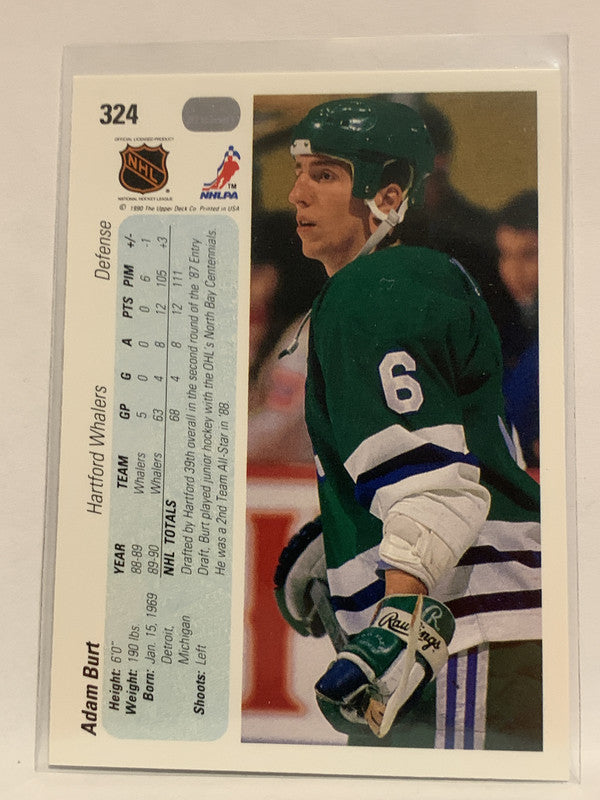 324
OFFICIAL LICENSED PRODUCT
NHL
NATIONAL HOCKEY LEAGUE
NHLPA
TM
© 1990 The Upper Deck Co. Printed in USA
Adam Burt Hartford Whalers Defense
Height: 6'0"
Weight: 190 lbs.
Born: Jan. 15, 1969
Detroit,
Michigan
Shoots: Left
YEAR TEAM GP G A PTS PIM +/-
88-89 Whalers 5 0 0 0 6 -1
89-90 Whalers 63 4 8 12 105 +3
NHL TOTALS 68 4 8 12 111
Drafted by Hartford 39th overall in the second round of the '87 Entry
Draft, Burt played junior hockey with the OHL's North Bay Centennials.
He was a 2nd Team All-Star in '88.
6
R
Rawlings